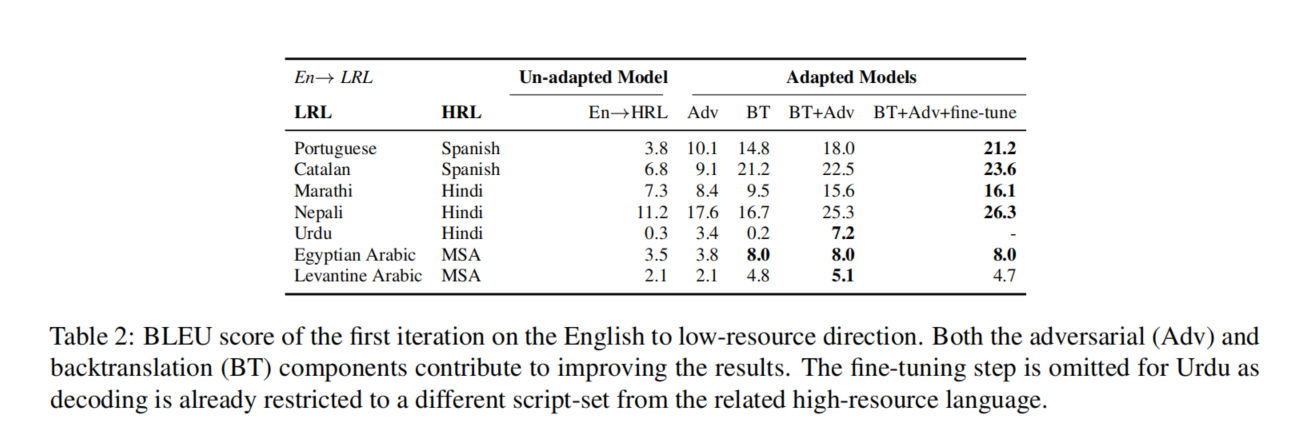 En→ LRL Un-adapted Model Adapted Models
LRL HRL En→HRL Adv BT BT+Adv BT+Adv+fine-tune
Portuguese Spanish 3.8 10.1 14.8 18.0 21.2
Catalan Spanish 6.8 9.1 21.2 22.5 23.6
Marathi Hindi 7.3 8.4 9.5 15.6 16.1
Nepali Hindi 11.2 17.6 16.7 25.3 26.3
Urdu Hindi 0.3 3.4 0.2 7.2 -
Egyptian Arabic MSA 3.5 3.8 8.0 8.0 8.0
Levantine Arabic MSA 2.1 2.1 4.8 5.1 4.7
Table 2: BLEU score of the first iteration on the English to low-resource direction. Both the adversarial (Adv) and
backtranslation (BT) components contribute to improving the results. The fine-tuning step is omitted for Urdu as
decoding is already restricted to a different script-set from the related high-resource language.